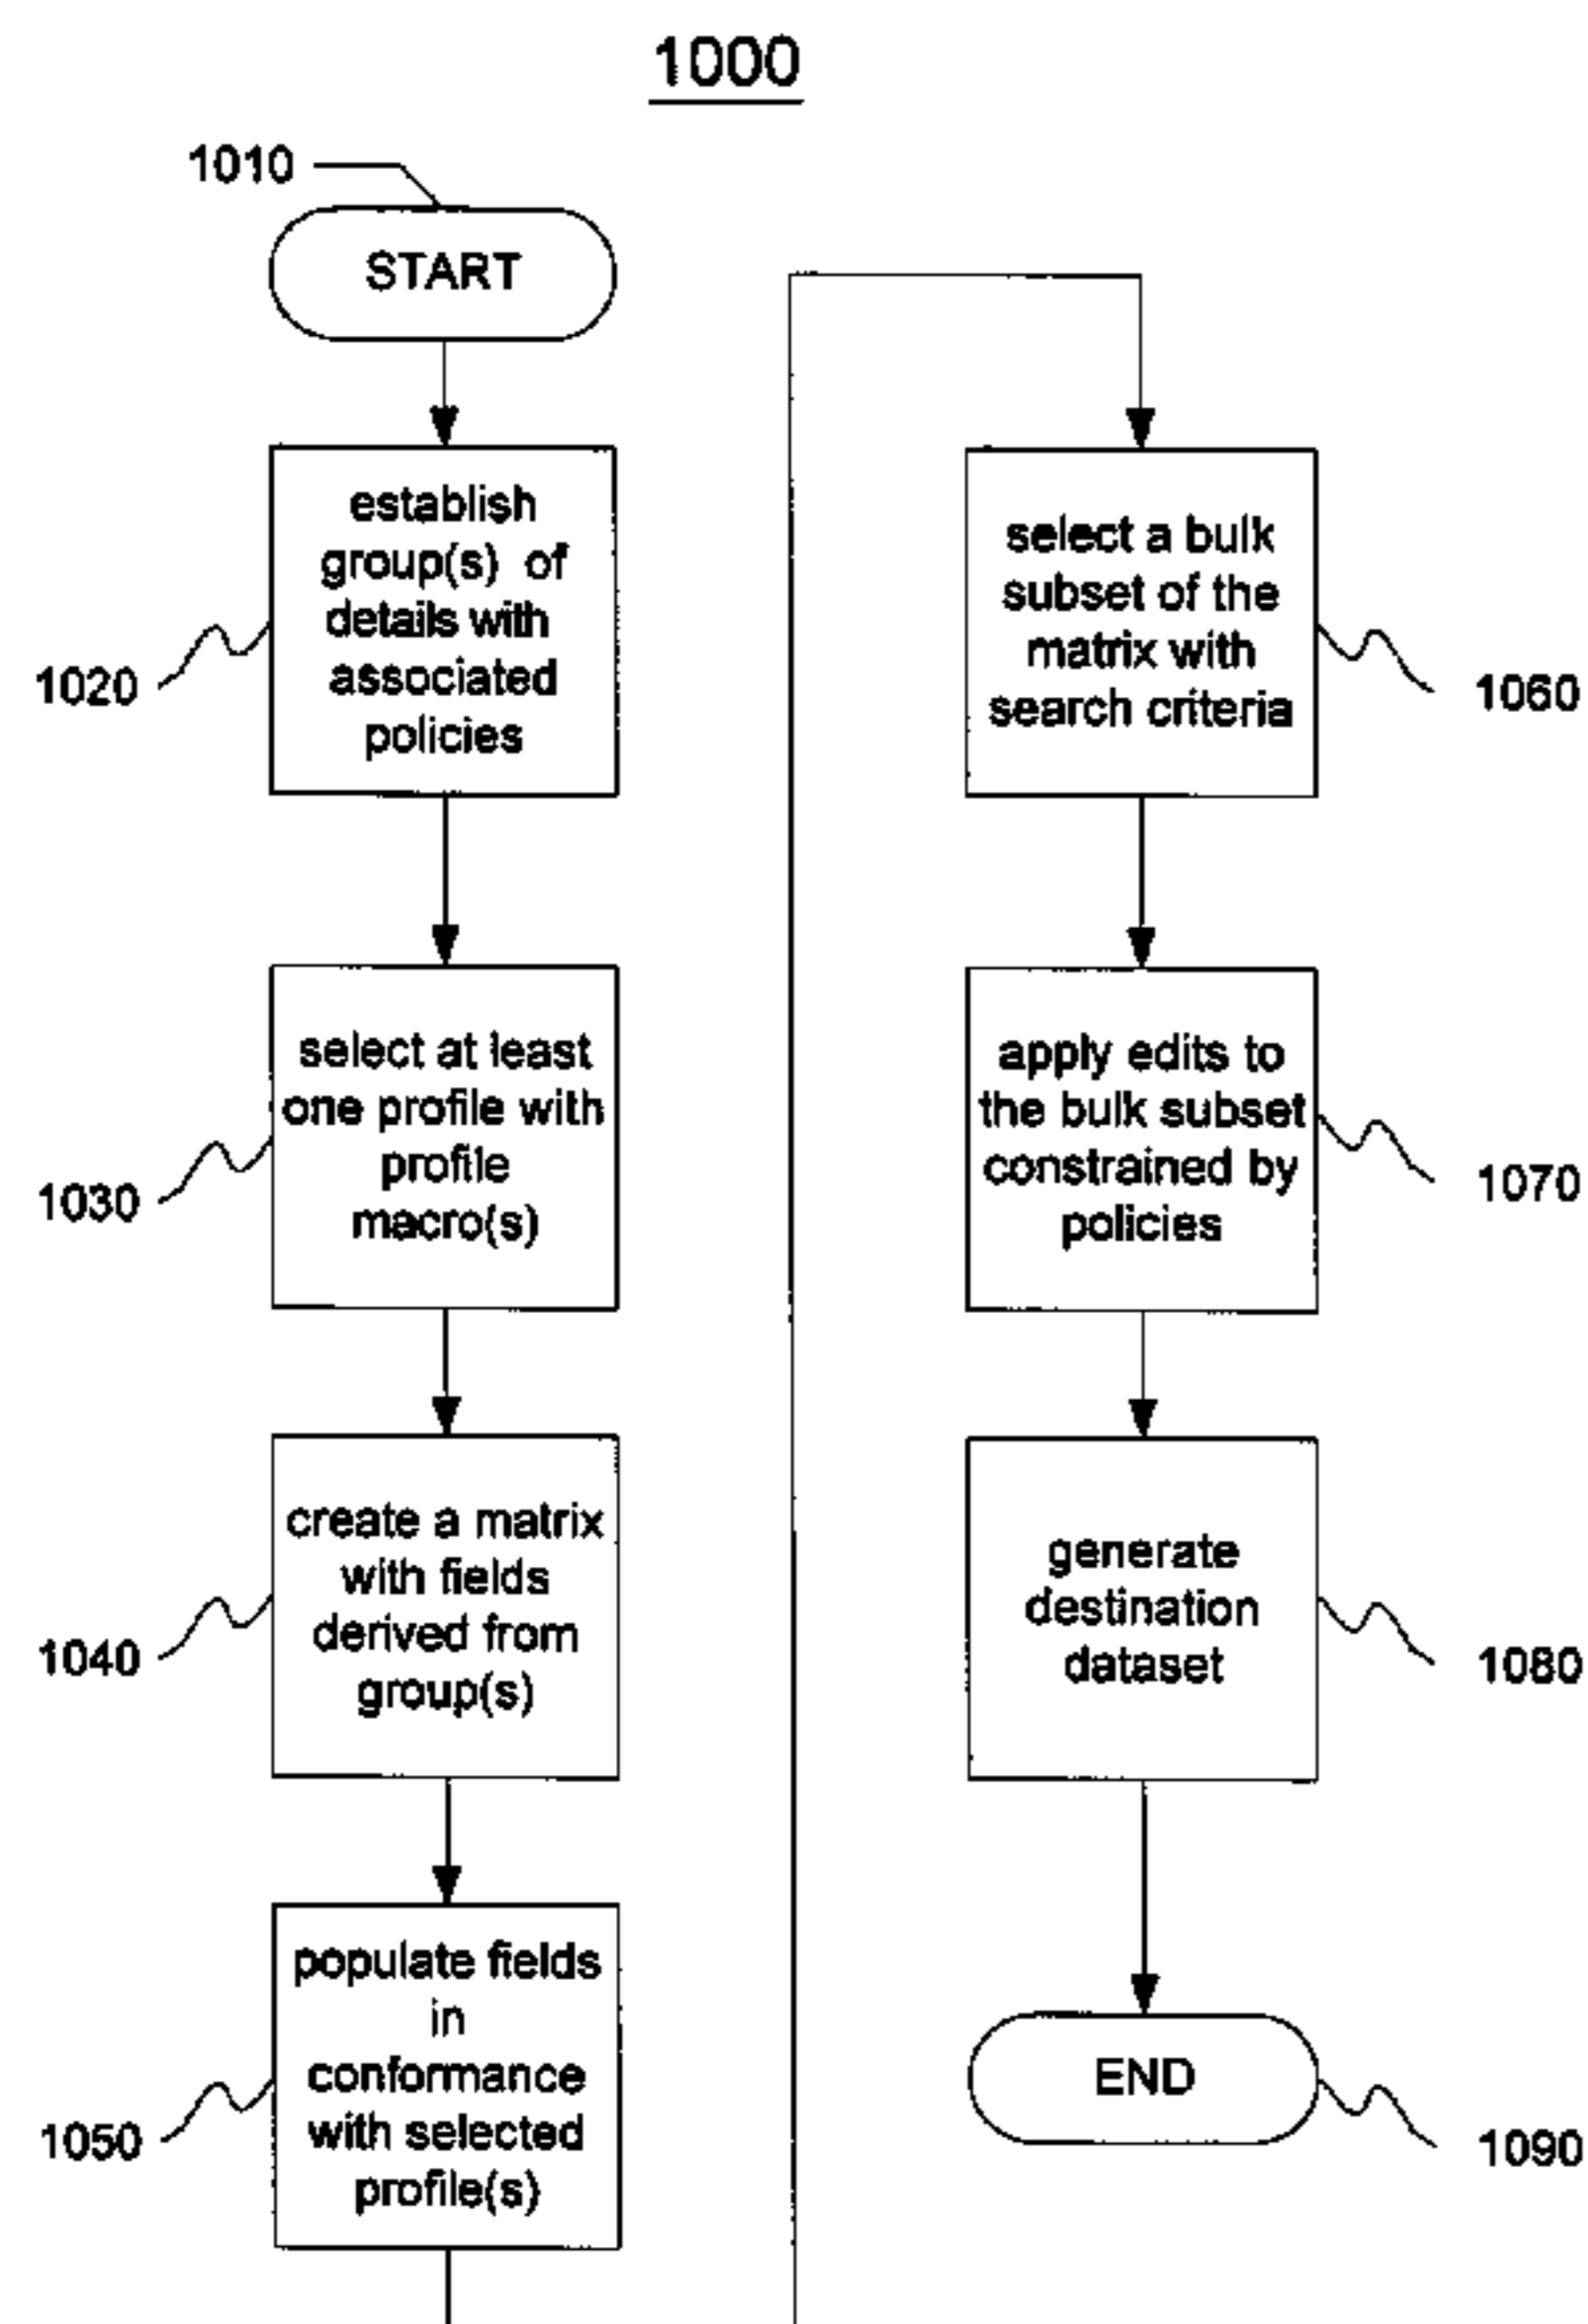 1000
1010
START
establish
group(s) of
details with
associated
policies
1020
select at least
one profile with
profile
macro(s)
1030
create a matrix
with fields
derived from
group(s)
1040
populate fields
in
conformance
with selected
profile(s)
1050
select a bulk
subset of the
matrix with
search criteria
1060
apply edits to
the bulk subset
constrained by
policies
1070
generate
destination
dataset
1080
END
1090